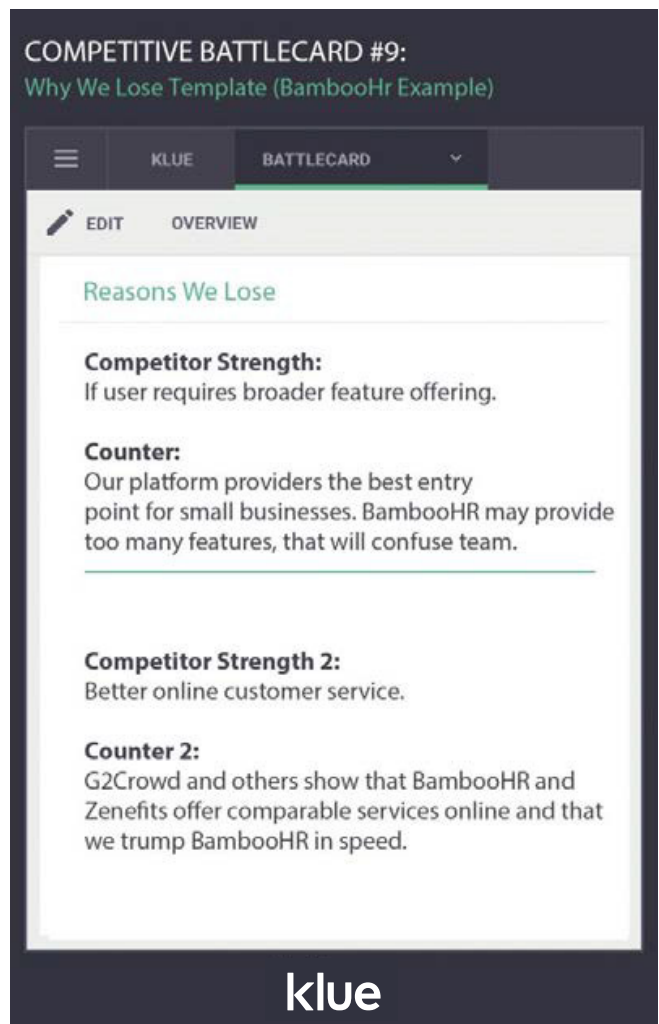 COMPETITIVE BATTLECARD #9:
Why We Lose Template (BambooHr Example)
KLUE
BATTLECARD
EDIT
OVERVIEW
Reasons We Lose
Competitor Strength:
If user requires broader feature offering.
Counter:
Our platform providers the best entry
point for small businesses. BambooHR may provide
too many features, that will confuse team.
Competitor Strength 2:
Better online customer service.
Counter 2:
G2Crowd and others show that BambooHR and
Zenefits offer comparable services online and that
we trump BambooHR in speed.
klue